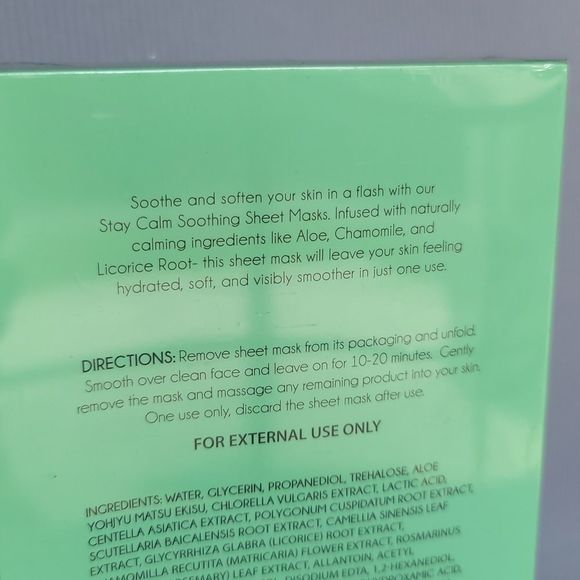 Soothe and soften your skin in a flash with our
Stay Calm Soothing Sheet Masks. Infused with naturally
calming ingredients like Aloe, Chamomile, and
Licorice Root- this sheet mask will leave your skin feeling
hydrated, soft, and visibly smoother in just one use.
DIRECTIONS: Remove sheet mask from its packaging and unfold.
Smooth over clean face and leave on for 10-20 minutes. Gently
remove the mask and massage any remaining product into your skin.
One use only, discard the sheet mask after use.
FOR EXTERNAL USE ONLY
INGREDIENTS: WATER, GLYCERIN, PROPANEDIOL, TREHALOSE, ALOE
YOHJYU MATSU EKISU, CHLORELLA VULGARIS EXTRACT, LACTIC ACID,
CENTELLA ASIATICA EXTRACT, POLYGONUM CUSPIDATUM ROOT EXTRACT,
SCUTELLARIA BAICALENSIS ROOT EXTRACT, CAMELLIA SINENSIS LEAF
EXTRACT, GLYCYRRHIZA GLABRA (LICORICE) ROOT EXTRACT,
RECUTITA (MATRICARIA) FLOWER EXTRACT, ROSMARINUS
LEAF EXTRACT, ALLANTOIN, ACETYL
DISODIUM EDTA, 1,2-HEXANEDIOL,